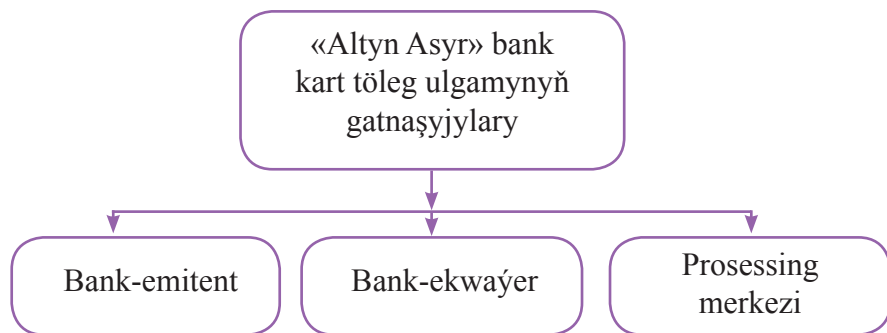 «Altyn Asyr» bank
kart töleg ulgamynyň
gatnaşyjylary
Bank-emitent
Bank-ekwaýer
Prosessing
merkezi